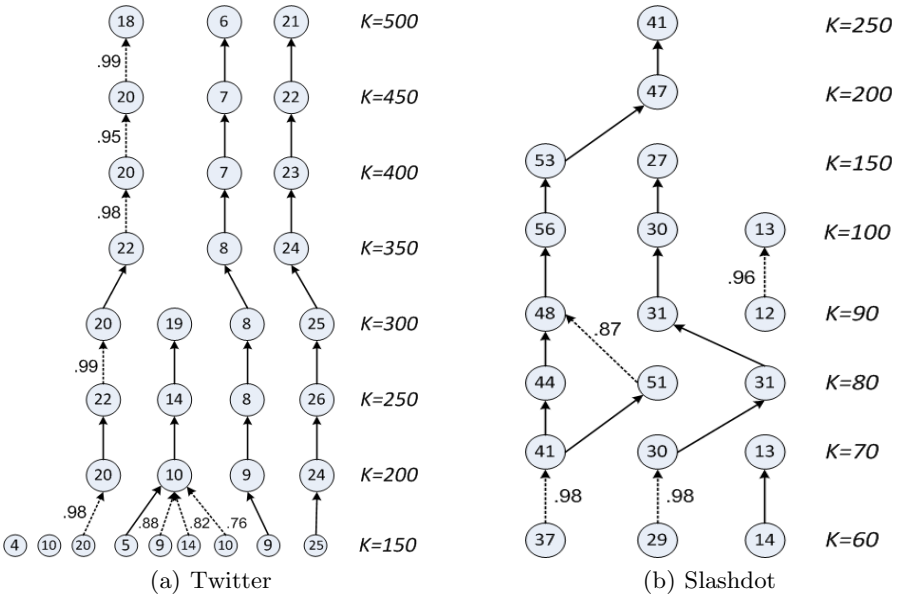 18 6 21 K=500
.99
20 7 22 K=450
.95
20 7 23 K=400
.98
22 8 24 K=350
20 19 8 25 K=300
.99
22 14 8 26 K=250
20 10 9 24 K=200
.98 .88 .82 .76
4 10 20 5 9 14 10 9 25 K=150
(a) Twitter
41 K=250
47 K=200
53 27 K=150
56 30 13 K=100
.96
48 31 12 K=90
.87
44 51 31 K=80
41 30 13 K=70
.98 .98
37 29 14 K=60
(b) Slashdot